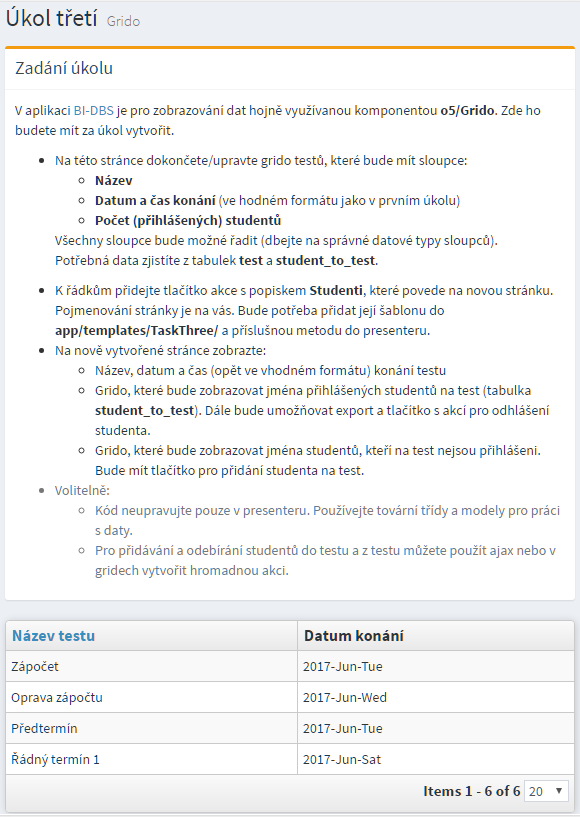 Úkol třetí Grido
Zadání úkolu
V aplikaci BI-DBS je pro zobrazování dat hojně využívanou komponentou o5/Grido. Zde ho
budete mít za úkol vytvořit.
• Na této stránce dokončete/upravte grido testů, které bude mít sloupce:
○ Název
○ Datum a čas konání (ve hodném formátu jako v prvním úkolu)
○ Počet (přihlášených) studentů
Všechny sloupce bude možné řadit (dbejte na správné datové typy sloupců).
Potřebná data zjistíte z tabulek test a student_to_test.
• K řádkům přidejte tlačítko akce s popiskem Studenti, které povede na novou stránku.
Pojmenování stránky je na vás. Bude potřeba přidat její šablonu do
app/templates/TaskThree/ a příslušnou metodu do presenteru.
• Na nově vytvořené stránce zobrazte:
○ Název, datum a čas (opět ve vhodném formátu) konání testu
○ Grido, které bude zobrazovat jména přihlášených studentů na test (tabulka
student_to_test). Dále bude umožňovat export a tlačítko s akcí pro odhlášení
studenta.
○ Grido, které bude zobrazovat jména studentů, kteří na test nejsou přihlášeni.
Bude mít tlačítko pro přidání studenta na test.
• Volitelně:
○ Kód neupravujte pouze v presenteru. Používejte tovární třídy a modely pro práci
s daty.
○ Pro přidávání a odebírání studentů do testu a z testu můžete použít ajax nebo v
gridech vytvořit hromadnou akci.
Název testu Datum konání
Zápočet 2017-Jun-Tue
Oprava zápočtu 2017-Jun-Wed
Předtermín 2017-Jun-Tue
Řádný termín 1 2017-Jun-Sat
Items 1 - 6 of 6 20